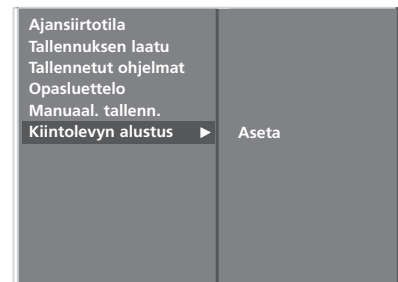 Ajansiirtotila
Tallennuksen laatu
Tallennetut ohjelmat
Opasluettelo
Manuaal. tallenn.
Kiintolevyn alustus ▶ Aseta